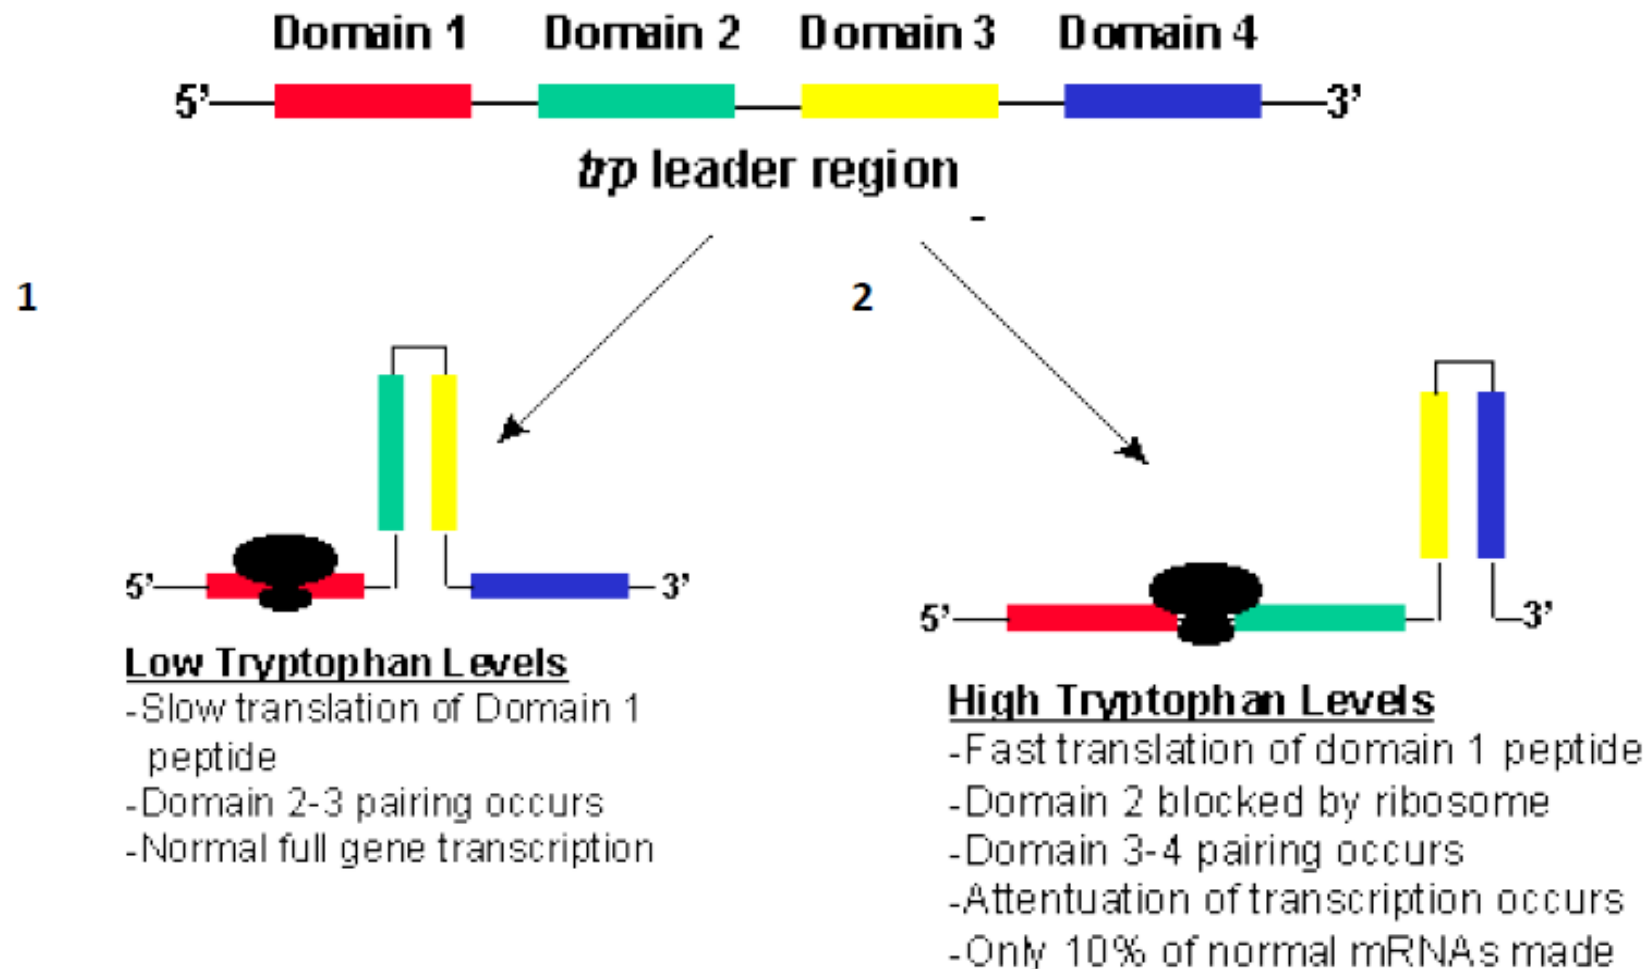 Domain 1 Domain 2 Domain 3 Domain 4
5' 3'
trp leader region
-
1 2
5' 3'
Low Tryptophan Levels
-Slow translation of Domain 1
peptide
-Domain 2-3 pairing occurs
-Normal full gene transcription
5' 3'
High Tryptophan Levels
-Fast translation of domain 1 peptide
-Domain 2 blocked by ribosome
-Domain 3-4 pairing occurs
-Attentuation of transcription occurs
-Only 10% of normal mRNAs made